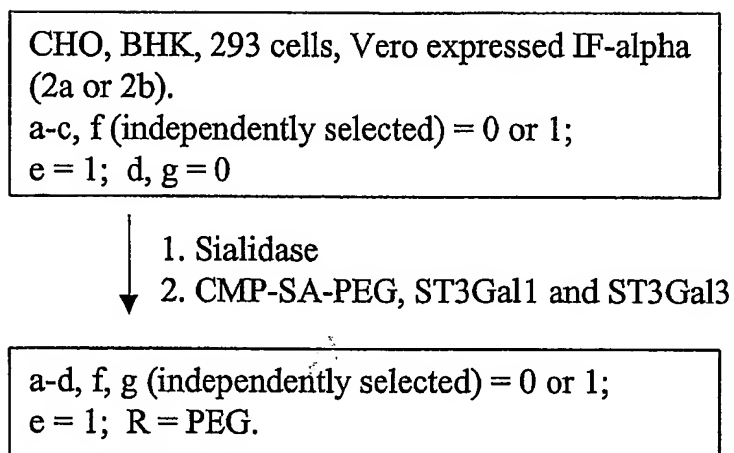 CHO, BHK, 293 cells, Vero expressed IF-alpha
(2a or 2b).
a-c, f (independently selected) = 0 or 1;
e = 1; d, g = 0
1. Sialidase
2. CMP-SA-PEG, ST3Gal1 and ST3Gal3
a-d, f, g (independently selected) = 0 or 1;
e = 1; R = PEG.